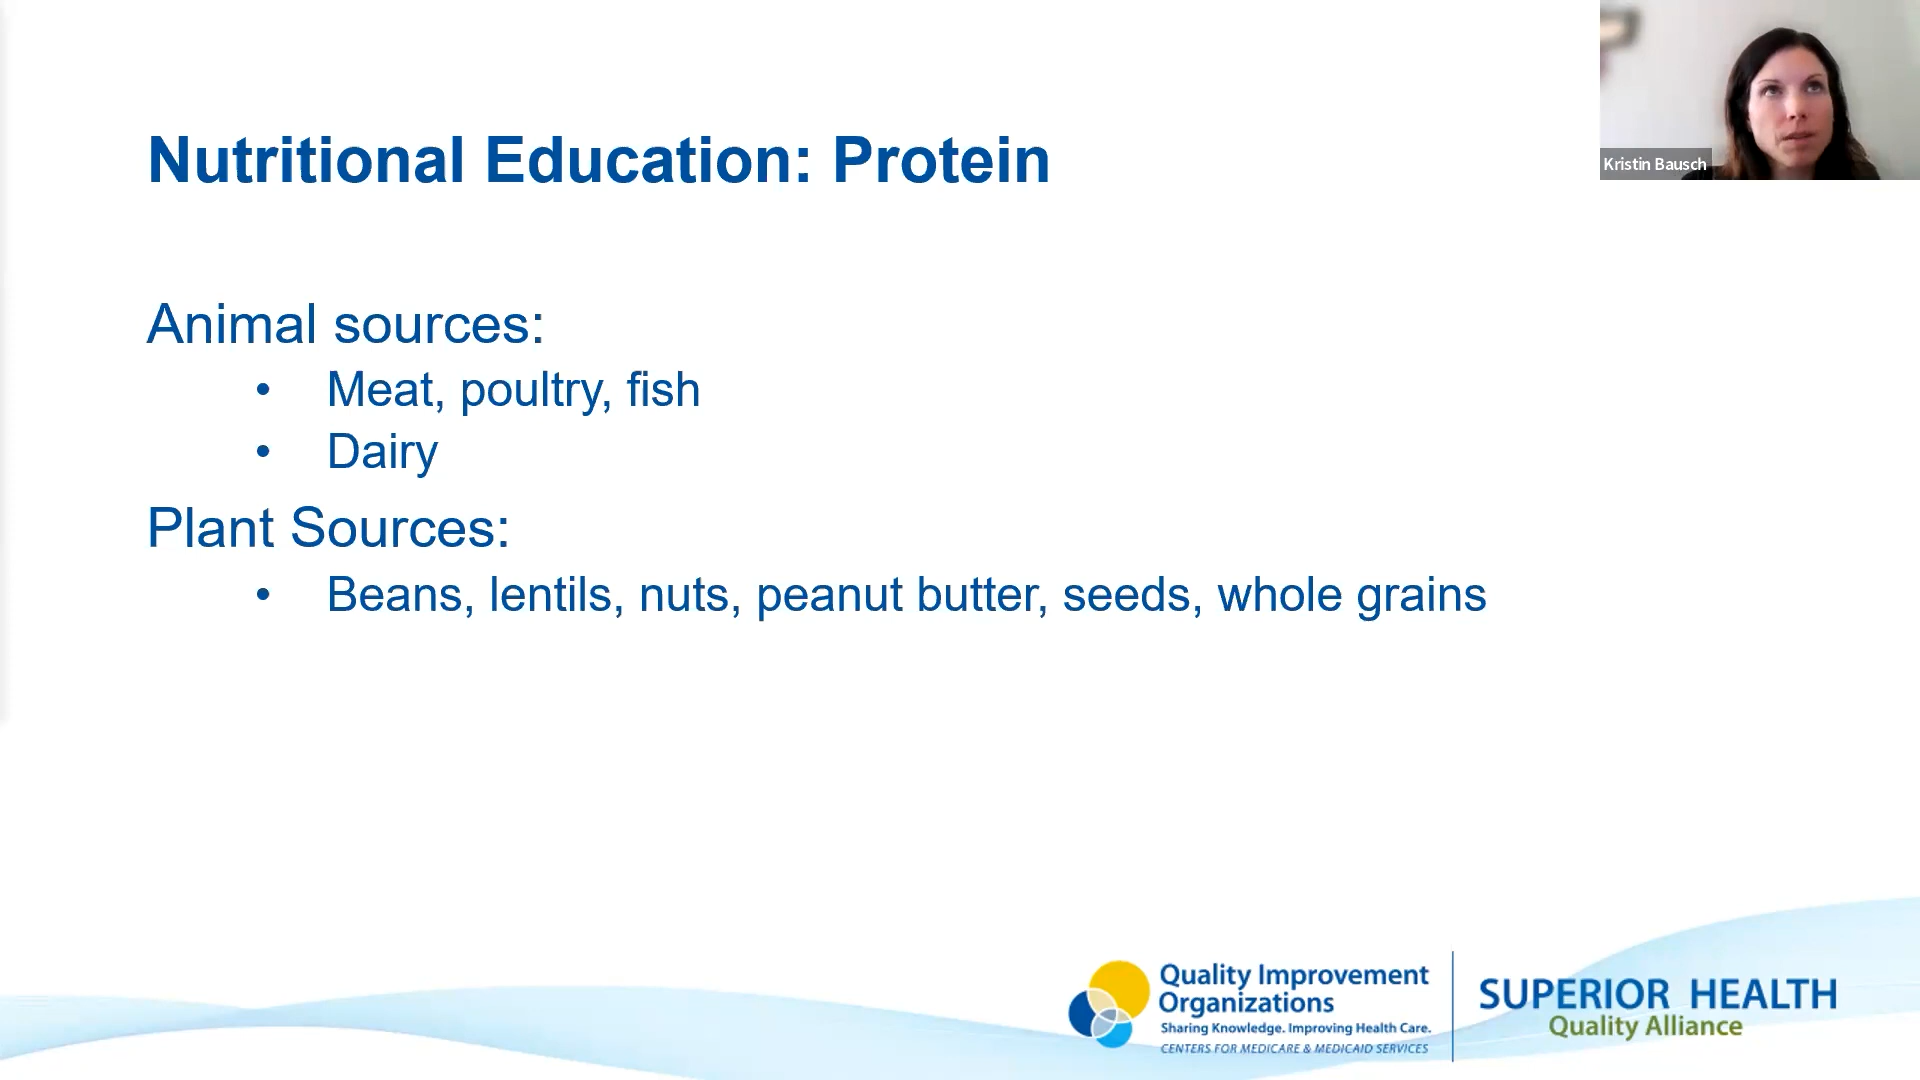 Nutritional Education: Protein
Kristin Bausch
Animal sources:
• Meat, poultry, fish
• Dairy
Plant Sources:
• Beans, lentils, nuts, peanut butter, seeds, whole grains
Quality Improvement
Organizations
Sharing Knowledge. Improving Health Care.
CENTERS FOR MEDICARE & MEDICAID SERVICES
SUPERIOR HEALTH
Quality Alliance